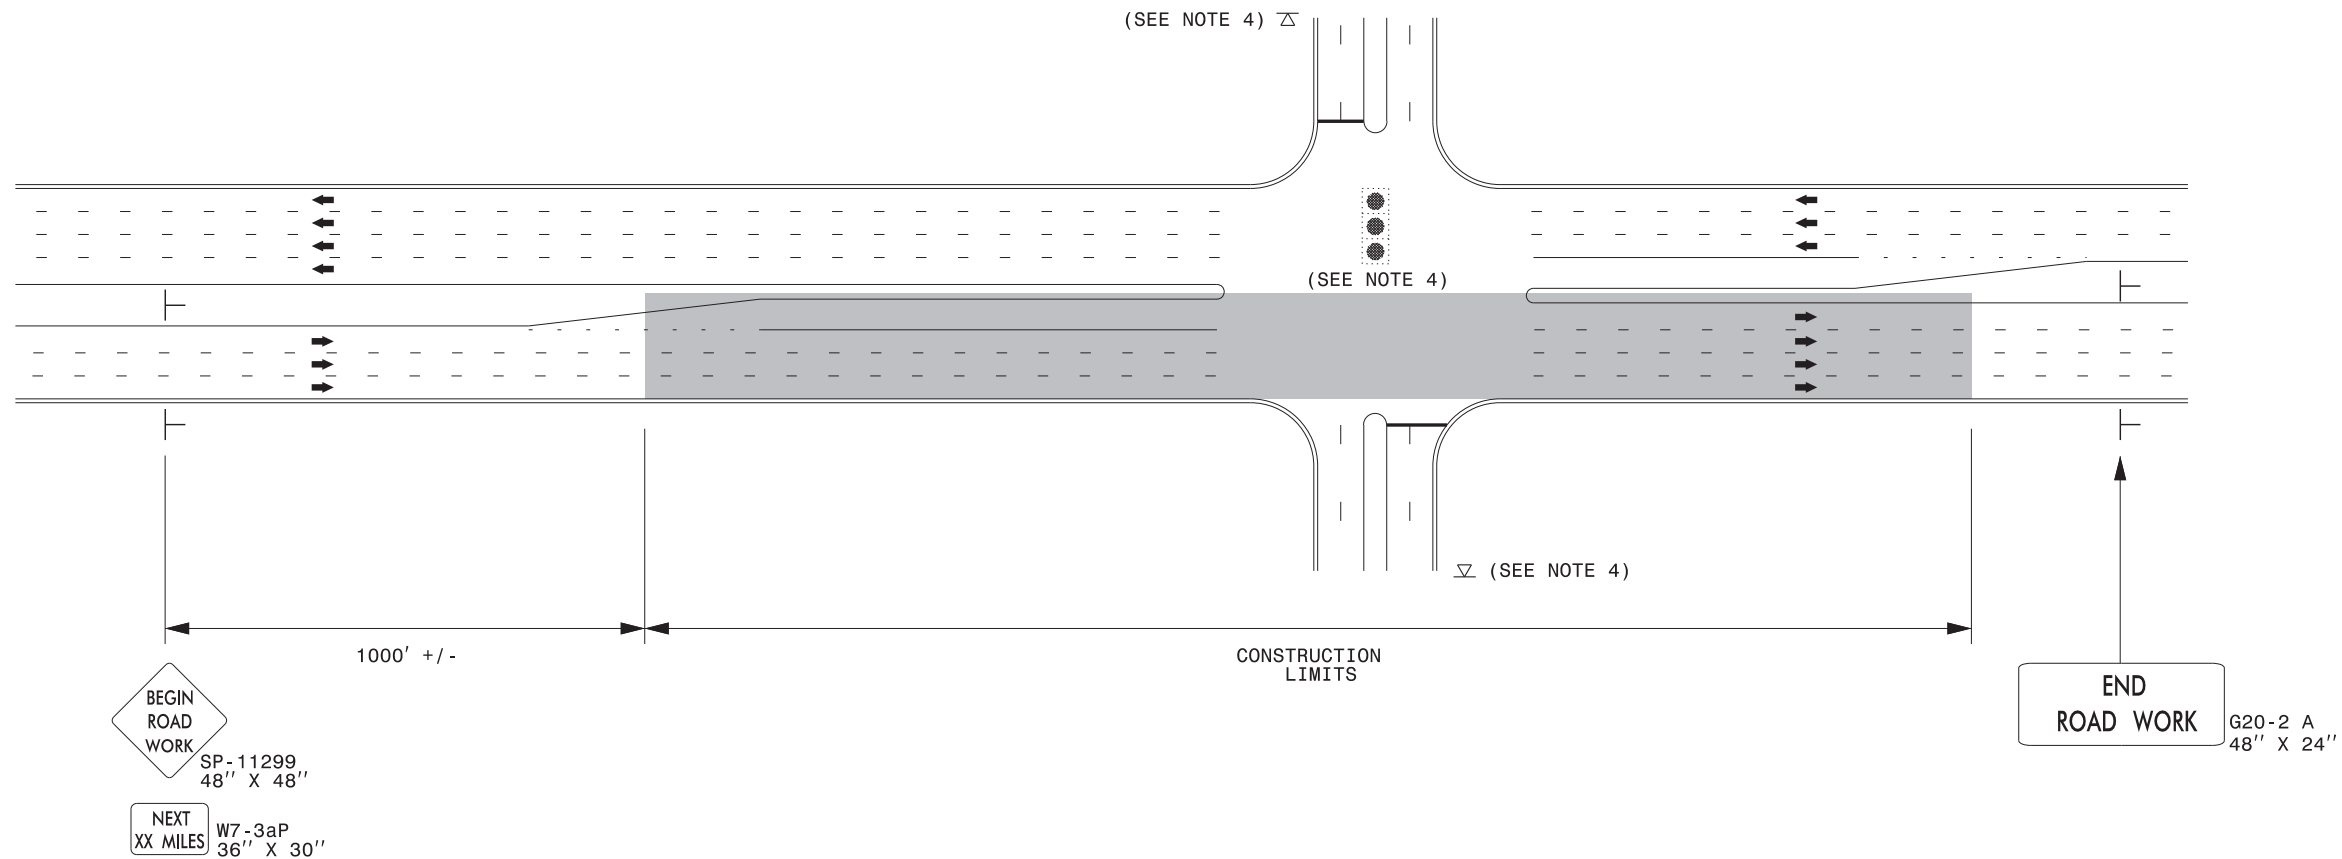 (SEE NOTE 4)
(SEE NOTE 4)
(SEE NOTE 4)
1000' +/-
CONSTRUCTION
LIMITS
BEGIN
ROAD
WORK
SP-11299
48'' X 48''
NEXT
XX MILES
W7-3aP
36'' X 30''
END
ROAD WORK
G20-2 A
48'' X 24''